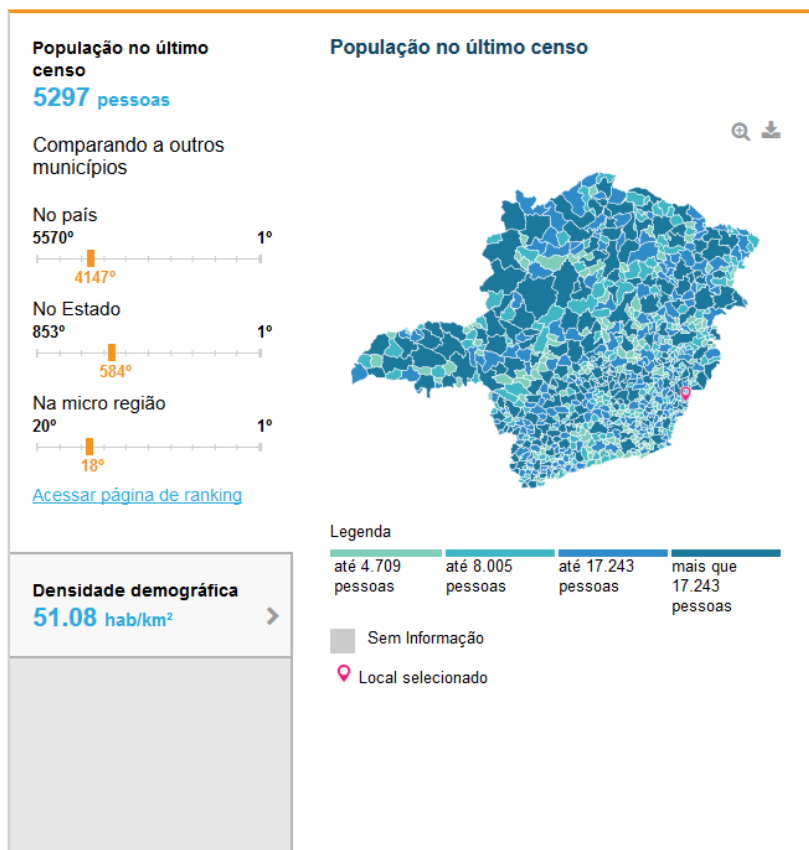 População no último
censo
5297 pessoas
Comparando a outros
municípios
No país
5570º 1º
4147º
No Estado
853º 1º
584º
Na micro região
20º 1º
18º
Acessar página de ranking
Densidade demográfica
51.08 hab/km²
População no último censo
Legenda
até 4.709
pessoas
até 8.005
pessoas
até 17.243
pessoas
mais que
17.243
pessoas
Sem Informação
Local selecionado